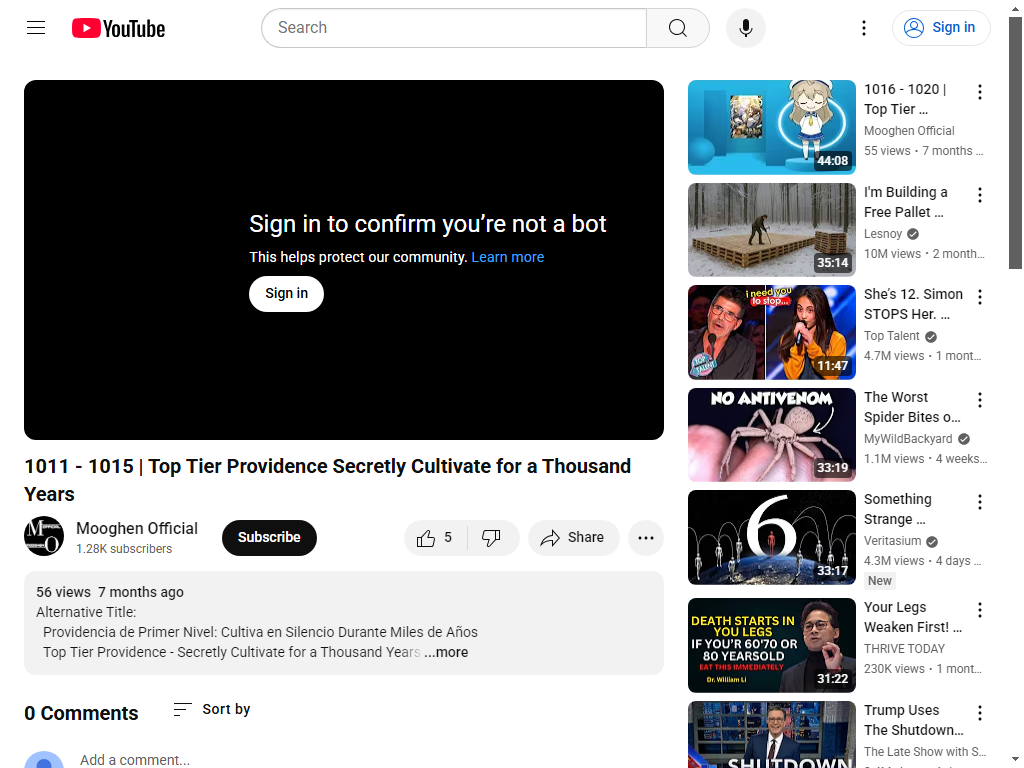 YouTube
Search
Sign in
Sign in to confirm you're not a bot
This helps protect our community. Learn more
Sign in
1011 - 1015 | Top Tier Providence Secretly Cultivate for a Thousand
Years
Mooghen Official
1.28K subscribers
Subscribe
5
Share
56 views 7 months ago
Alternative Title:
Providencia de Primer Nivel: Cultiva en Silencio Durante Miles de Años
Top Tier Providence - Secretly Cultivate for a Thousand Years ...more
0 Comments
Sort by
Add a comment...
44:08
1016 - 1020 |
Top Tier ...
Mooghen Official
55 views • 7 months ...
35:14
I'm Building a
Free Pallet ...
Lesnoy
10M views • 2 month...
i need you
to stop...
TOP
TALENT
11:47
She's 12. Simon
STOPS Her. ...
Top Talent
4.7M views • 1 mont...
NO ANTIVENOM
33:19
The Worst
Spider Bites o...
MyWildBackyard
1.1M views • 4 weeks...
6
33:17
Something
Strange ...
Veritasium
4.3M views • 4 days ...
New
DEATH STARTS IN
YOU LEGS
IF YOU'R 60'70 OR
80 YEARSOLD
EAT THIS IMMEDIATELY
Dr. William Li
31:22
Your Legs
Weaken First! ...
THRIVE TODAY
230K views • 1 mont...
SHUTDOWN
Trump Uses
The Shutdown...
The Late Show with S...